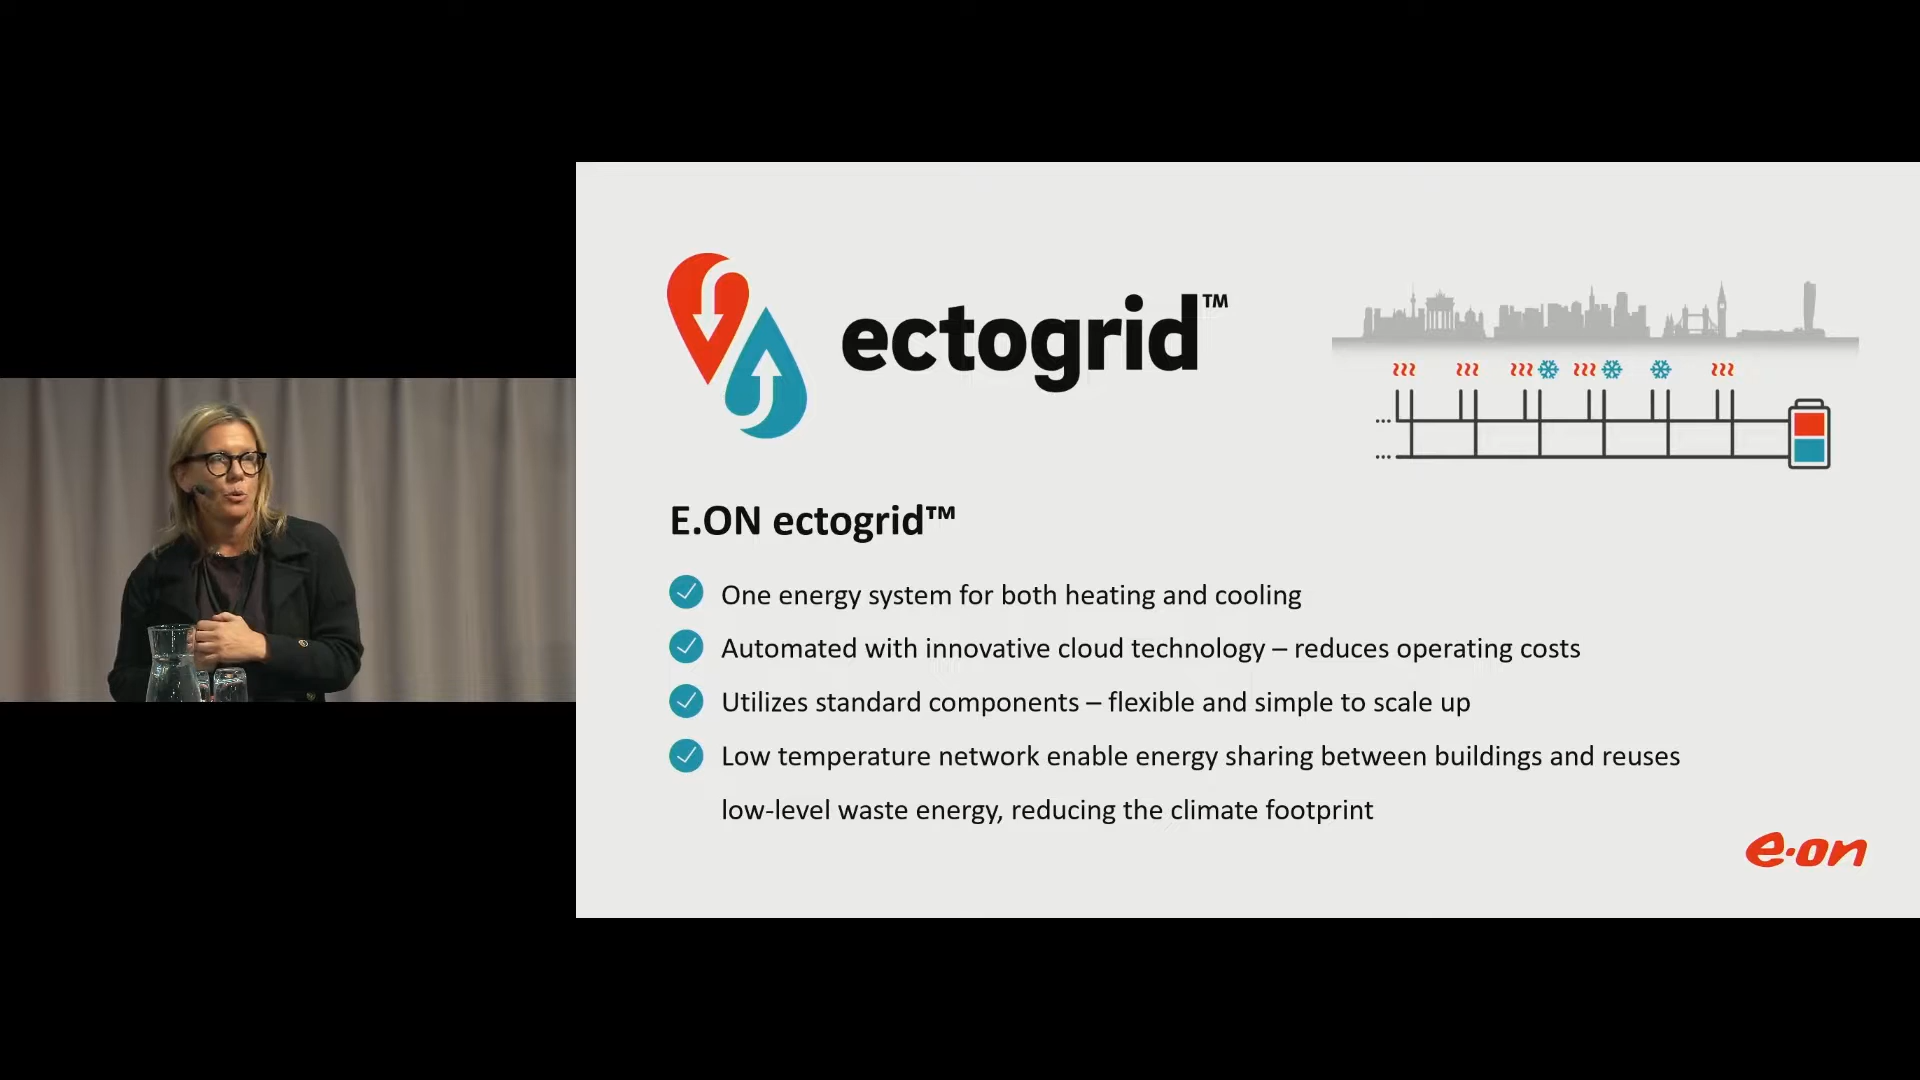 ectogrid™
...
...
E.ON ectogrid™
One energy system for both heating and cooling
Automated with innovative cloud technology – reduces operating costs
Utilizes standard components – flexible and simple to scale up
Low temperature network enable energy sharing between buildings and reuses
low-level waste energy, reducing the climate footprint
e·on